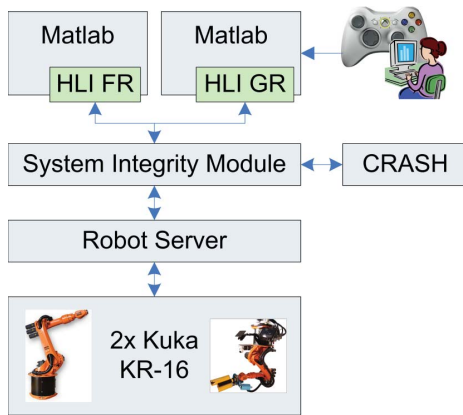 Matlab
Matlab
HLI FR
HLI GR
System Integrity Module
CRASH
Robot Server
2x Kuka
KR-16